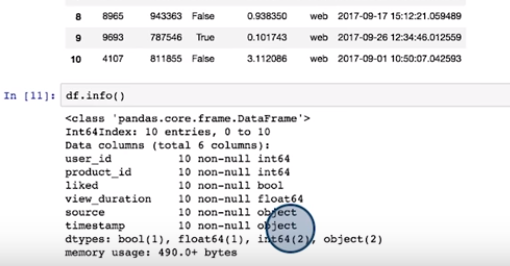 8 8965 943363 False 0.938350 web 2017-09-17 15:12:21.059489
9 9693 787546 True 0.101743 web 2017-09-26 12:34:46.012559
10 4107 811855 False 3.112086 web 2017-09-01 10:50:07.042593
In [11]: df.info()
<class 'pandas.core.frame.DataFrame'>
Int64Index: 10 entries, 0 to 10
Data columns (total 6 columns):
user_id 10 non-null int64
product_id 10 non-null int64
liked 10 non-null bool
view_duration 10 non-null float64
source 10 non-null object
timestamp 10 non-null object
dtypes: bool(1), float64(1), int64(2), object(2)
memory usage: 490.0+ bytes